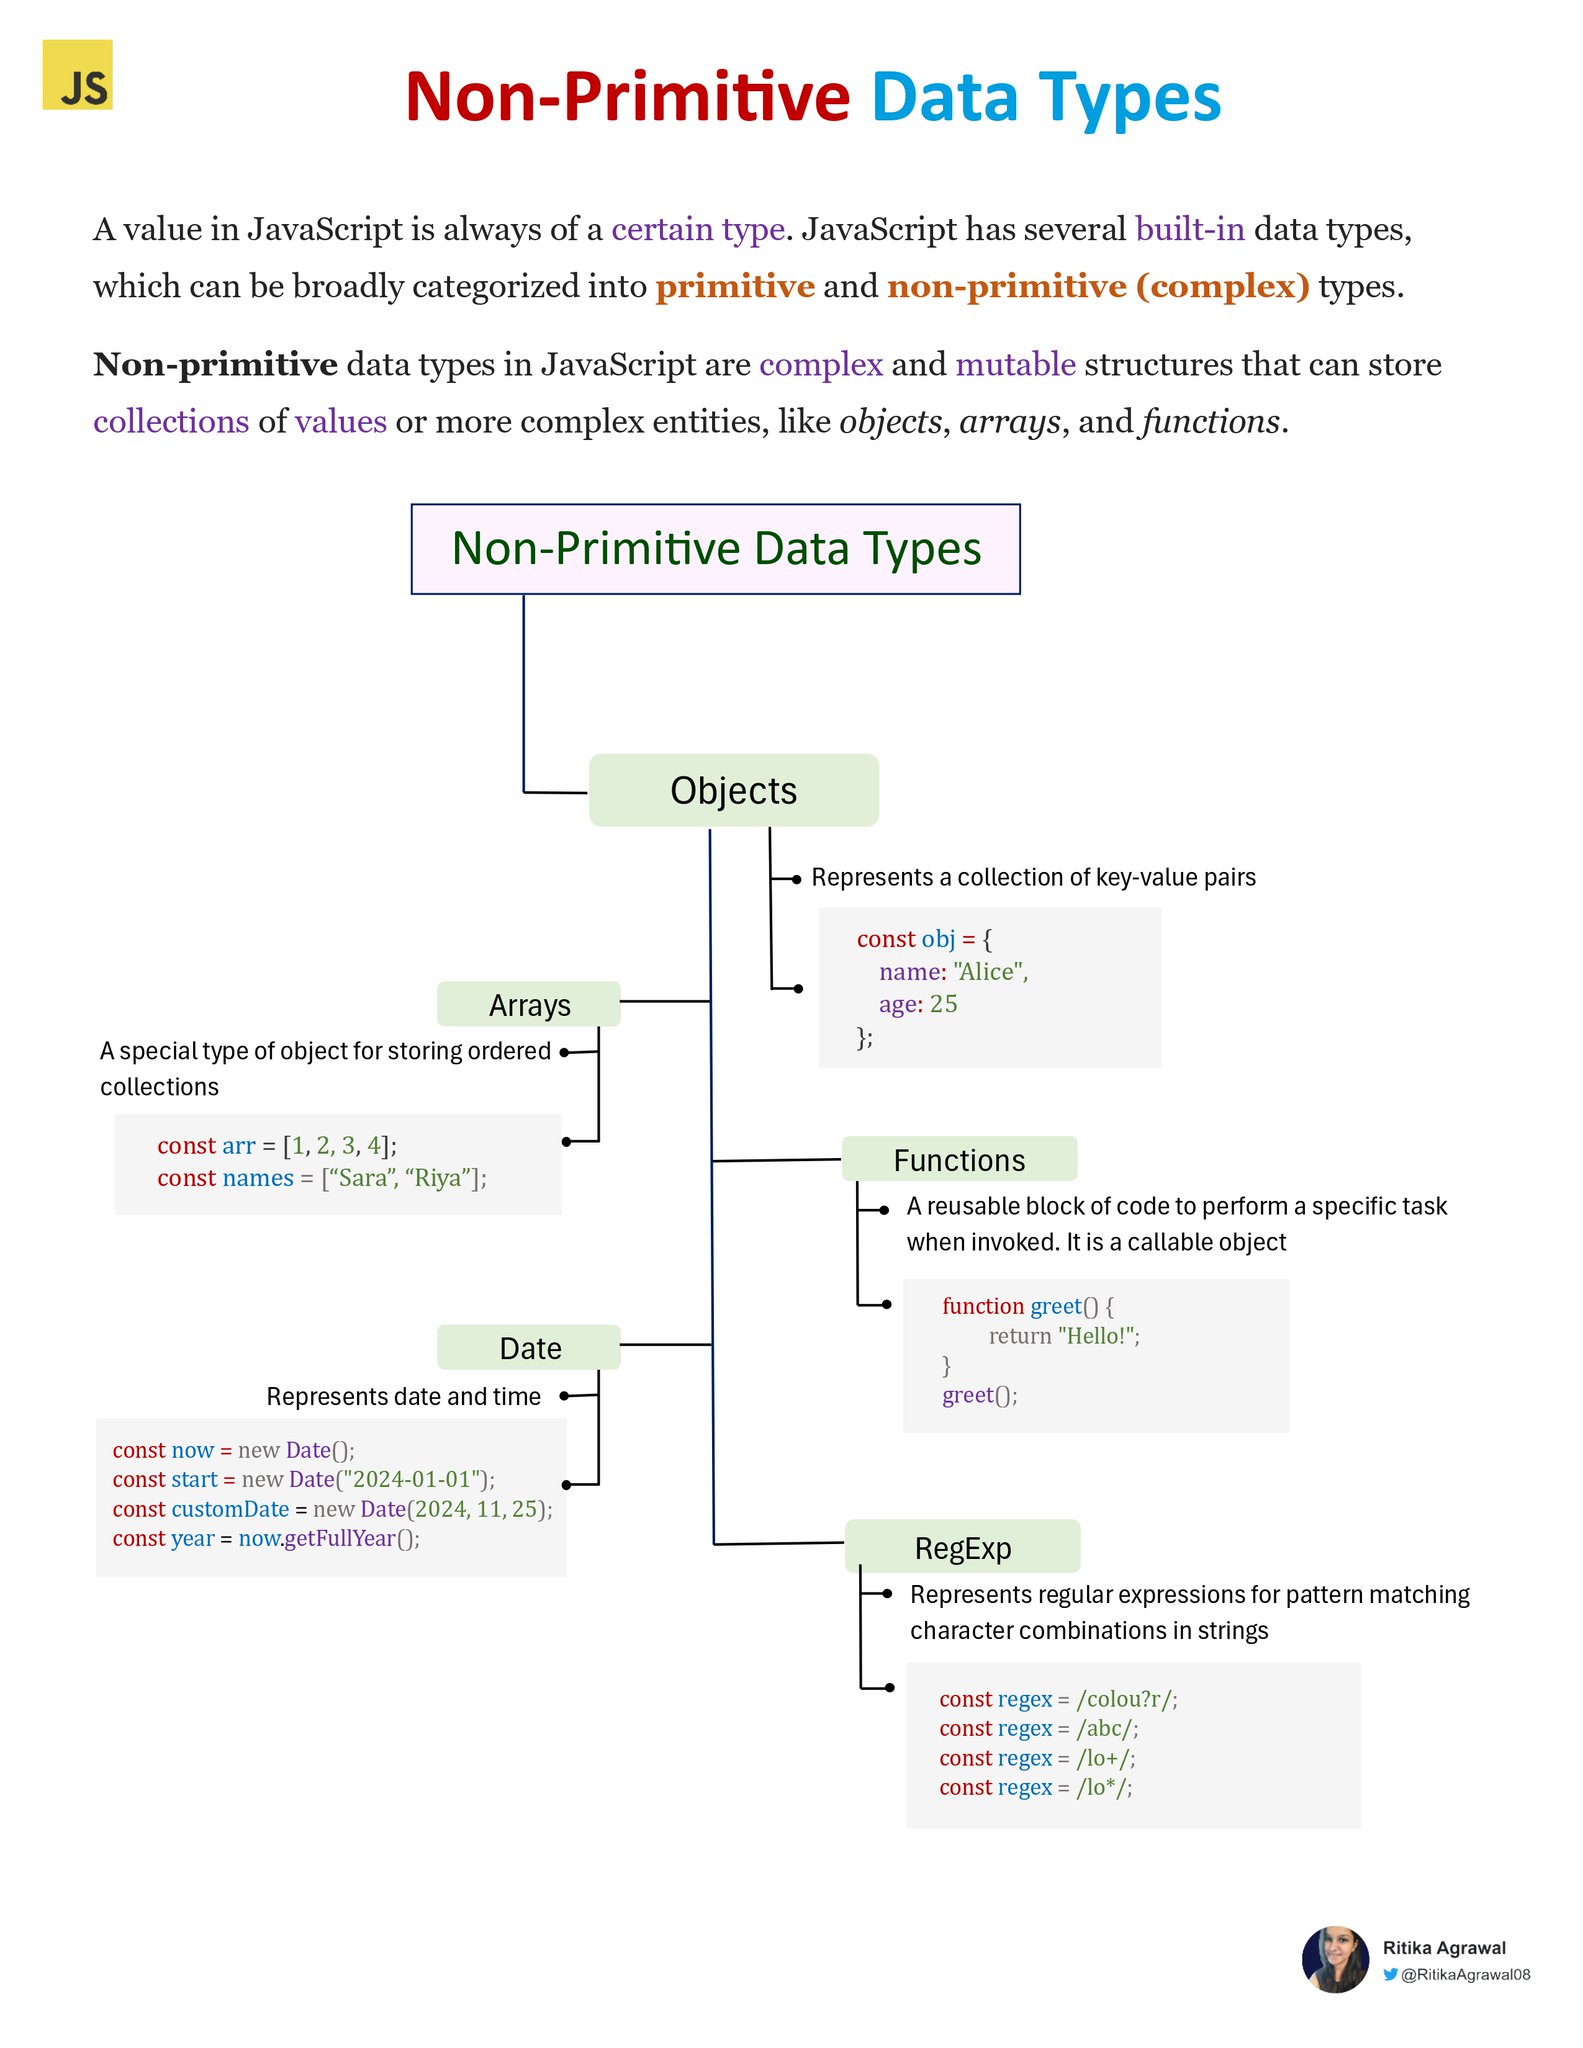 JS
Non-Primitive Data Types
A value in JavaScript is always of a certain type. JavaScript has several built-in data types,
which can be broadly categorized into primitive and non-primitive (complex) types.
Non-primitive data types in JavaScript are complex and mutable structures that can store
collections of values or more complex entities, like objects, arrays, and functions.
Non-Primitive Data Types
Objects
Represents a collection of key-value pairs
const obj = {
name: "Alice",
age: 25
};
Arrays
A special type of object for storing ordered
collections
const arr = [1, 2, 3, 4];
const names = [“Sara”, “Riya”];
Functions
A reusable block of code to perform a specific task
when invoked. It is a callable object
function greet() {
return "Hello!";
}
greet();
Date
Represents date and time
const now = new Date();
const start = new Date("2024-01-01");
const customDate = new Date(2024, 11, 25);
const year = now.getFullYear();
RegExp
Represents regular expressions for pattern matching
character combinations in strings
const regex = /colou?r/;
const regex = /abc/;
const regex = /lo+/;
const regex = /lo*/;
Ritika Agrawal
@RitikaAgrawal08